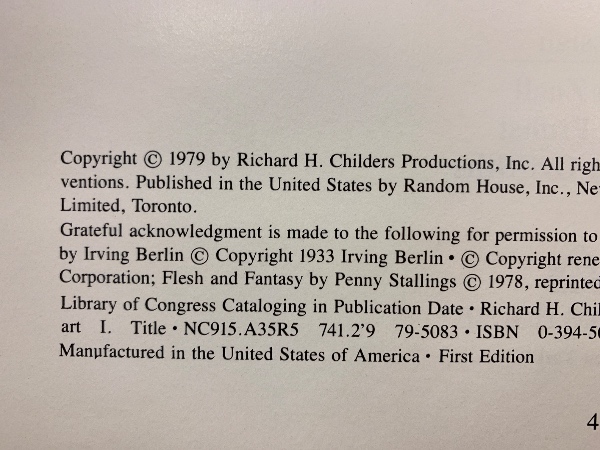 Copyright © 1979 by Richard H. Childers Productions, Inc. All righ
ventions. Published in the United States by Random House, Inc., Ne
Limited, Toronto.
Grateful acknowledgment is made to the following for permission to
by Irving Berlin © Copyright 1933 Irving Berlin • © Copyright rene
Corporation; Flesh and Fantasy by Penny Stallings © 1978, reprinted
Library of Congress Cataloging in Publication Date • Richard H. Chil
art I. Title • NC915.A35R5 741.2'9 79-5083 • ISBN 0-394-50
Manufactured in the United States of America • First Edition
4